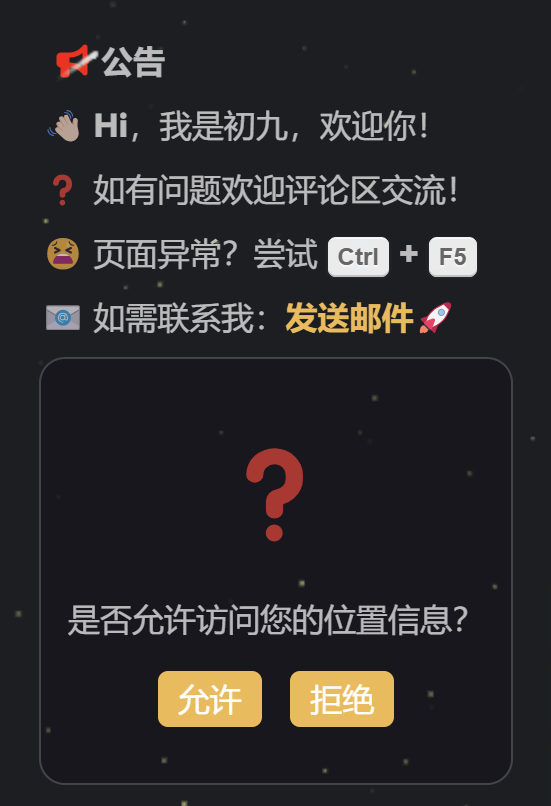 公告
Hi，我是初九，欢迎你！
如有问题欢迎评论区交流！
页面异常？尝试 Ctrl + F5
如需联系我：发送邮件
是否允许访问您的位置信息？
允许 拒绝